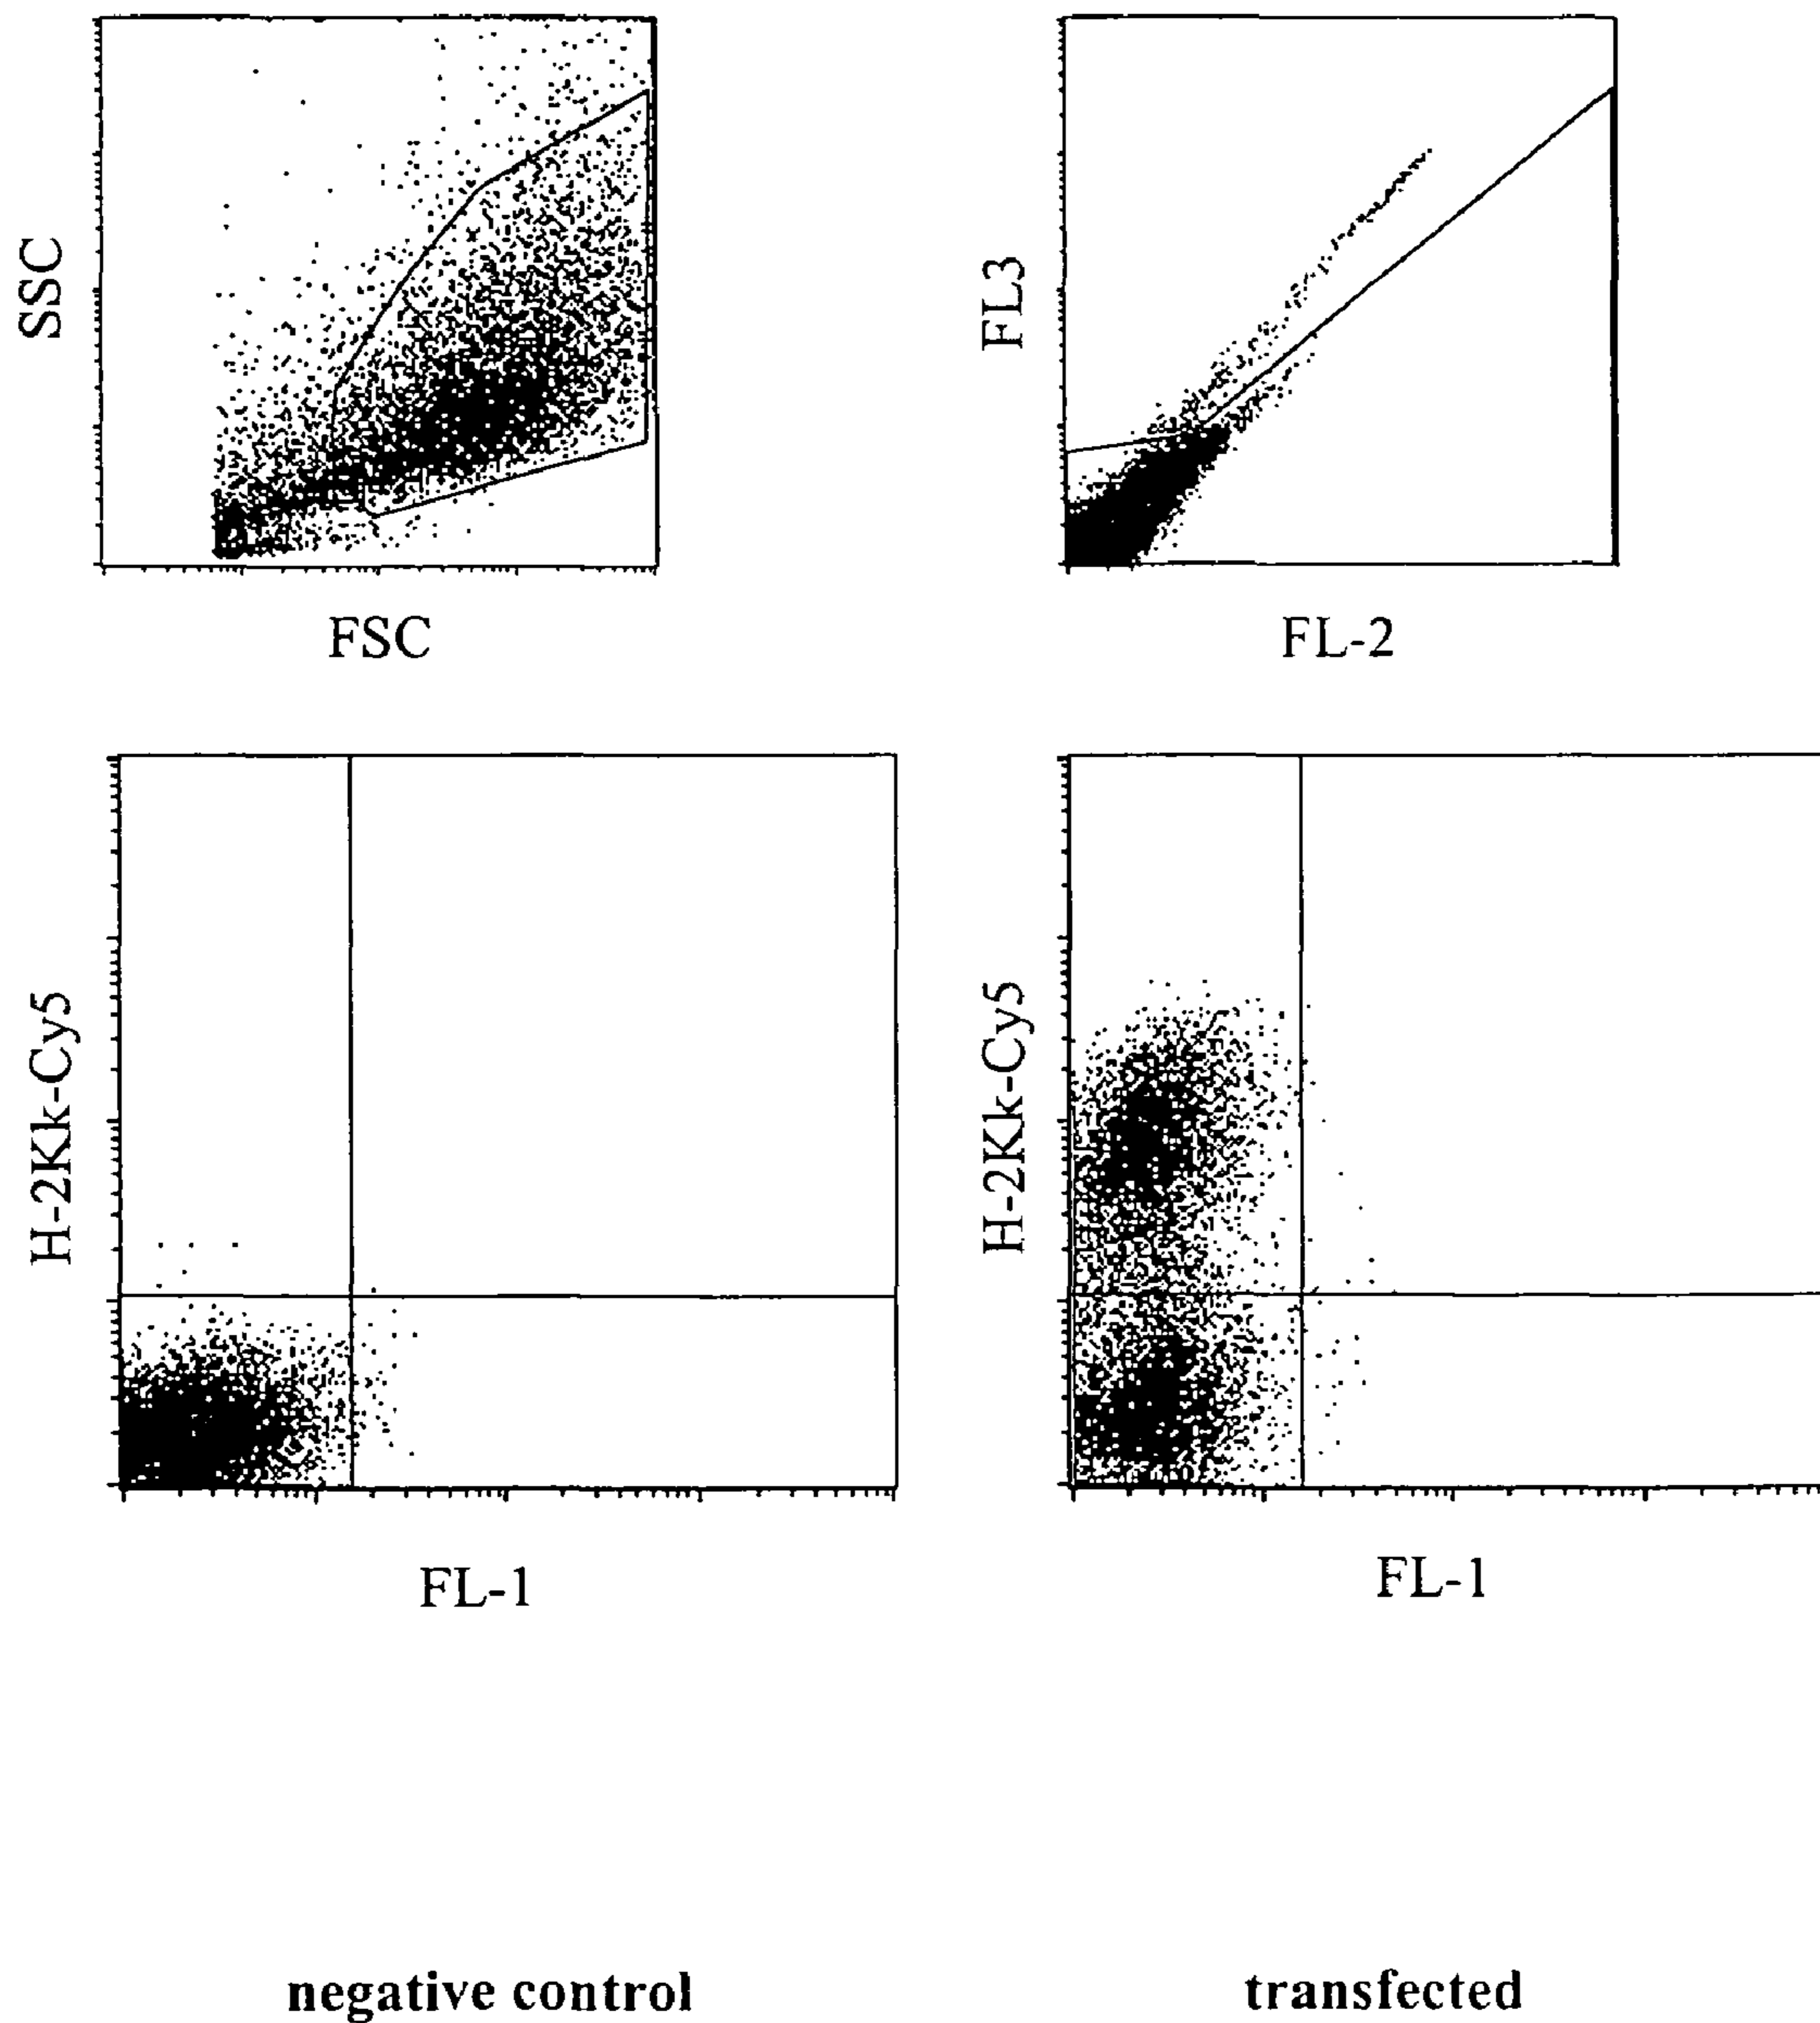 SSC
FSC
FL3
FL-2
H-2Kk-Cy5
FL-1
H-2Kk-Cy5
FL-1
negative control
transfected